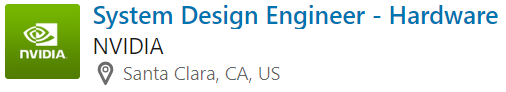 NVIDIA
System Design Engineer - Hardware
NVIDIA
Santa Clara, CA, US